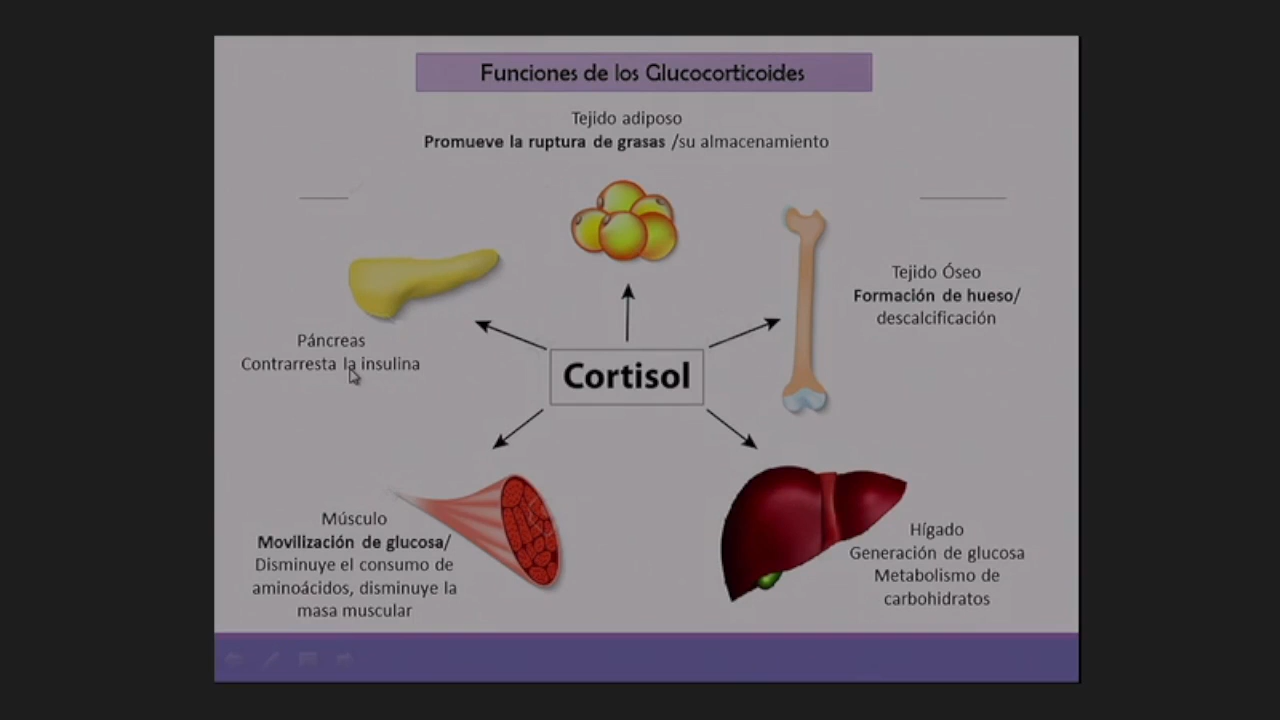 Funciones de los Glucocorticoides
Tejido adiposo
Promueve la ruptura de grasas /su almacenamiento
Tejido Óseo
Formación de hueso/
descalcificación
Páncreas
Contrarresta la insulina
Cortisol
Músculo
Movilización de glucosa/
Disminuye el consumo de
aminoácidos, disminuye la
masa muscular
Hígado
Generación de glucosa
Metabolismo de
carbohidratos